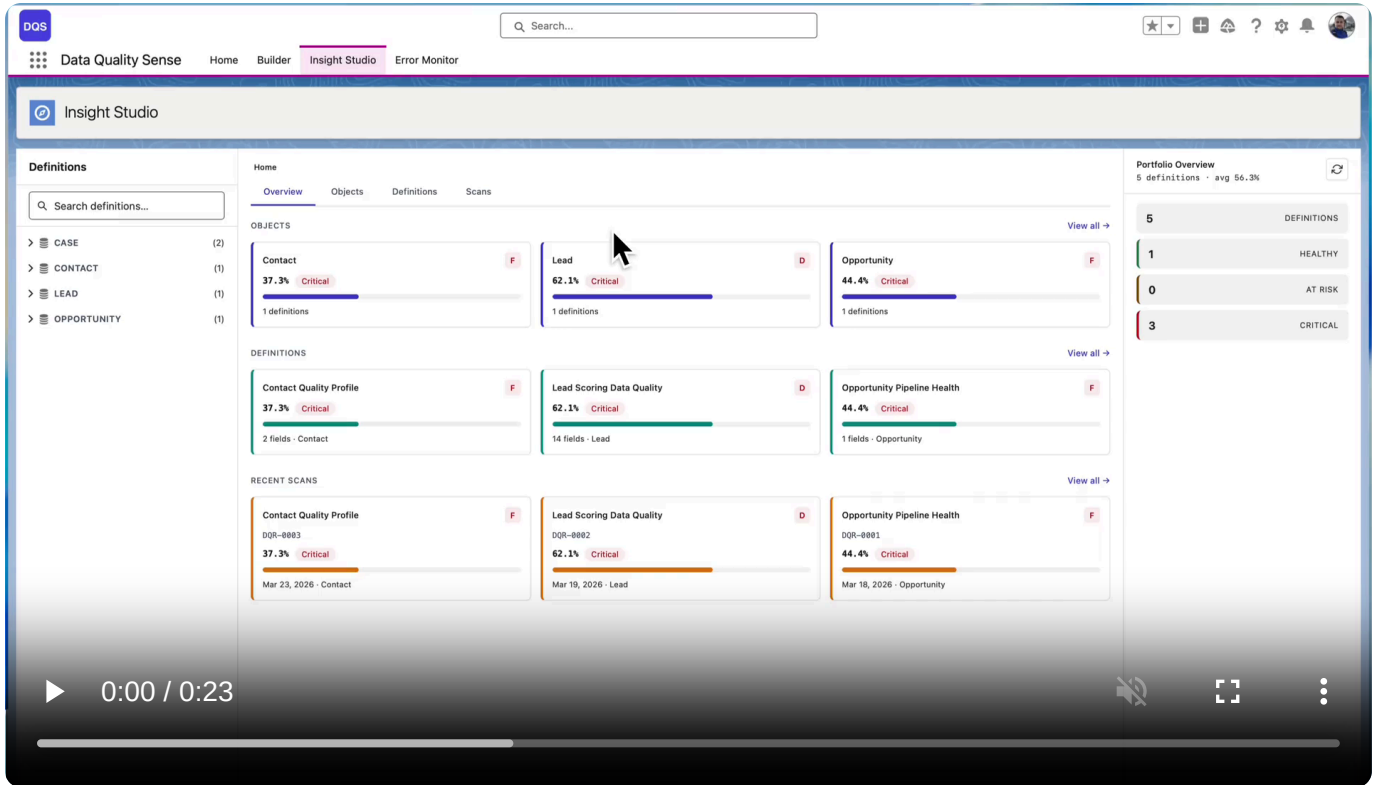 DQS
Search...
Data Quality Sense
Home Builder Insight Studio Error Monitor
Insight Studio
Definitions
Search definitions...
CASE (2)
CONTACT (1)
LEAD (1)
OPPORTUNITY (1)
Home
Overview Objects Definitions Scans
OBJECTS View all →
Contact F
37.3% Critical
1 definitions
Lead D
62.1% Critical
1 definitions
Opportunity F
44.4% Critical
1 definitions
DEFINITIONS View all →
Contact Quality Profile F
37.3% Critical
2 fields · Contact
Lead Scoring Data Quality D
62.1% Critical
14 fields · Lead
Opportunity Pipeline Health F
44.4% Critical
1 fields · Opportunity
RECENT SCANS View all →
Contact Quality Profile F
DQR-0003
37.3% Critical
Mar 23, 2026 · Contact
Lead Scoring Data Quality D
DQR-0002
62.1% Critical
Mar 19, 2026 · Lead
Opportunity Pipeline Health F
DQR-0001
44.4% Critical
Mar 18, 2026 · Opportunity
Portfolio Overview
5 definitions · avg 56.3%
5 DEFINITIONS
1 HEALTHY
0 AT RISK
3 CRITICAL
0:00 / 0:23